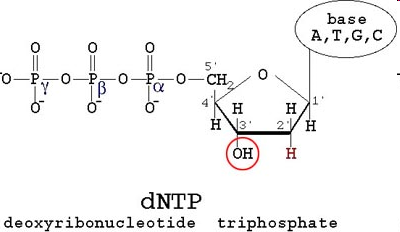 base
A,T,G,C
O O O 5'
-O P γ O P β O P α O CH2 O
O- O- O- 4' H H 1'
H 3' 2' H
OH H
dNTP
deoxyribonucleotide triphosphate